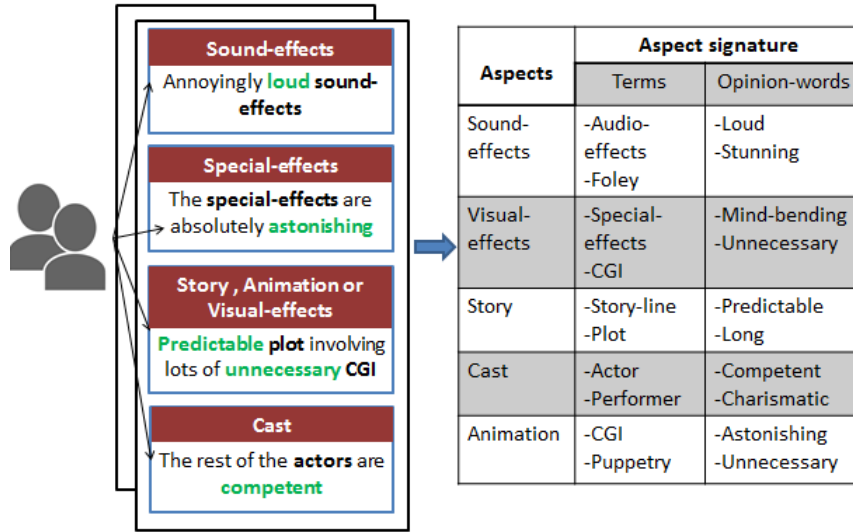 Sound-effects
Annoyingly loud sound-
effects
Special-effects
The special-effects are
absolutely astonishing
Story , Animation or
Visual-effects
Predictable plot involving
lots of unnecessary CGI
Cast
The rest of the actors are
competent
Aspects
Aspect signature
Terms
Opinion-words
Sound-
effects
-Audio-
effects
-Foley
-Loud
-Stunning
Visual-
effects
-Special-
effects
-CGI
-Mind-bending
-Unnecessary
Story
-Story-line
-Plot
-Predictable
-Long
Cast
-Actor
-Performer
-Competent
-Charismatic
Animation
-CGI
-Puppetry
-Astonishing
-Unnecessary